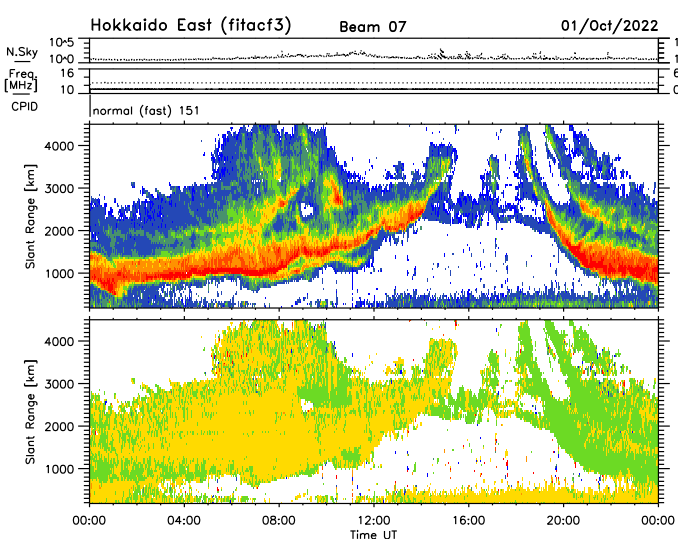 Hokkaido East (fitacf3) Beam 07 01/Oct/2022
N.Sky 10^5 1
10^0 1
Freq. 16 6
[MHz] 10 0
CPID normal (fast) 151
4000
3000
2000
1000
Slant Range [km]
4000
3000
2000
1000
Slant Range [km]
00:00 04:00 08:00 12:00 16:00 20:00 00:00
Time UT